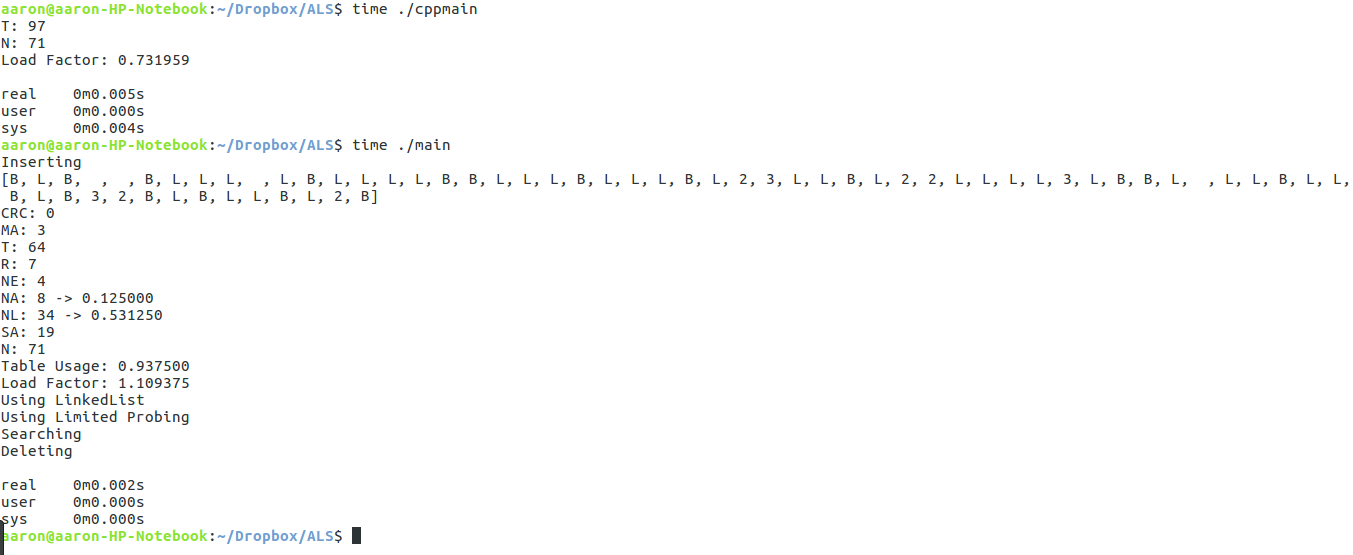 aaron@aaron-HP-Notebook:~/Dropbox/ALS$ time ./cppmain
T: 97
N: 71
Load Factor: 0.731959
real    0m0.005s
user    0m0.000s
sys     0m0.004s
aaron@aaron-HP-Notebook:~/Dropbox/ALS$ time ./main
Inserting
[B, L, B,  ,  , B, L, L, L,  , L, B, L, L, L, L, B, B, L, L, L, B, L, L, L, B, L, 2, 3, L, L, B, L, 2, 2, L, L, L, L, 3, L, B, B, L,  , L, L, B, L, L,
 B, L, B, 3, 2, B, L, B, L, L, B, L, 2, B]
CRC: 0
MA: 3
T: 64
R: 7
NE: 4
NA: 8 -> 0.125000
NL: 34 -> 0.531250
SA: 19
N: 71
Table Usage: 0.937500
Load Factor: 1.109375
Using LinkedList
Using Limited Probing
Searching
Deleting
real    0m0.002s
user    0m0.000s
sys     0m0.000s
aaron@aaron-HP-Notebook:~/Dropbox/ALS$